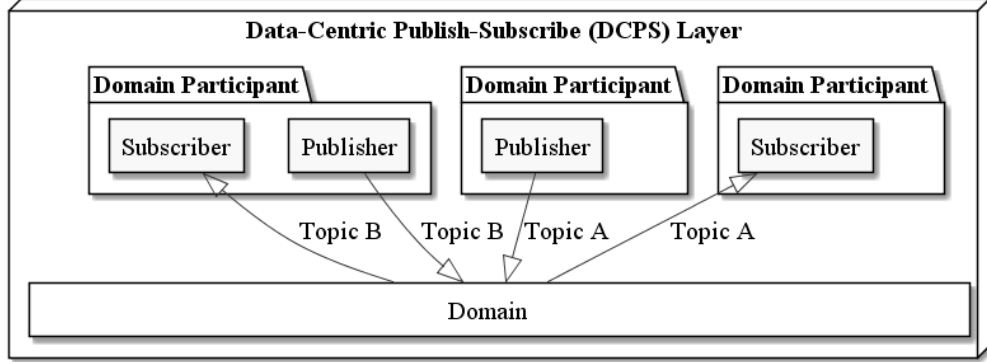 Data-Centric Publish-Subscribe (DCPS) Layer
Domain Participant
Domain Participant
Domain Participant
Subscriber
Publisher
Publisher
Subscriber
Topic B
Topic B
Topic A
Topic A
Domain